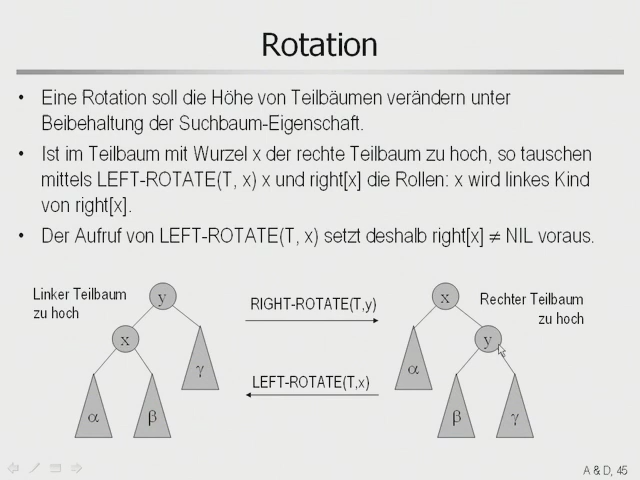 Rotation
• Eine Rotation soll die Höhe von Teilbäumen verändern unter
Beibehaltung der Suchbaum-Eigenschaft.
• Ist im Teilbaum mit Wurzel x der rechte Teilbaum zu hoch, so tauschen
mittels LEFT-ROTATE(T, x) x und right[x] die Rollen: x wird linkes Kind
von right[x].
• Der Aufruf von LEFT-ROTATE(T, x) setzt deshalb right[x] ≠ NIL voraus.
Linker Teilbaum
zu hoch
y
x
γ
α
β
RIGHT-ROTATE(T,y)
LEFT-ROTATE(T,x)
x
Rechter Teilbaum
zu hoch
y
α
β
γ
A & D, 45